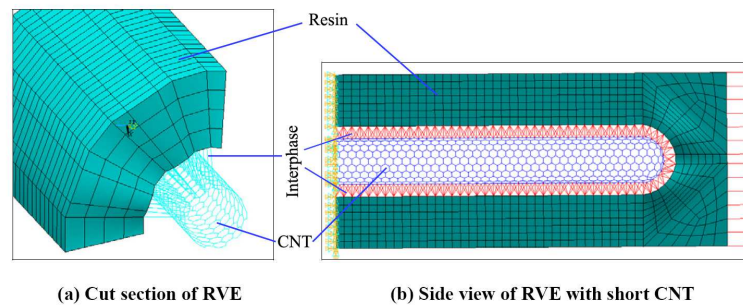 Resin
Interphase
CNT
(a) Cut section of RVE
(b) Side view of RVE with short CNT